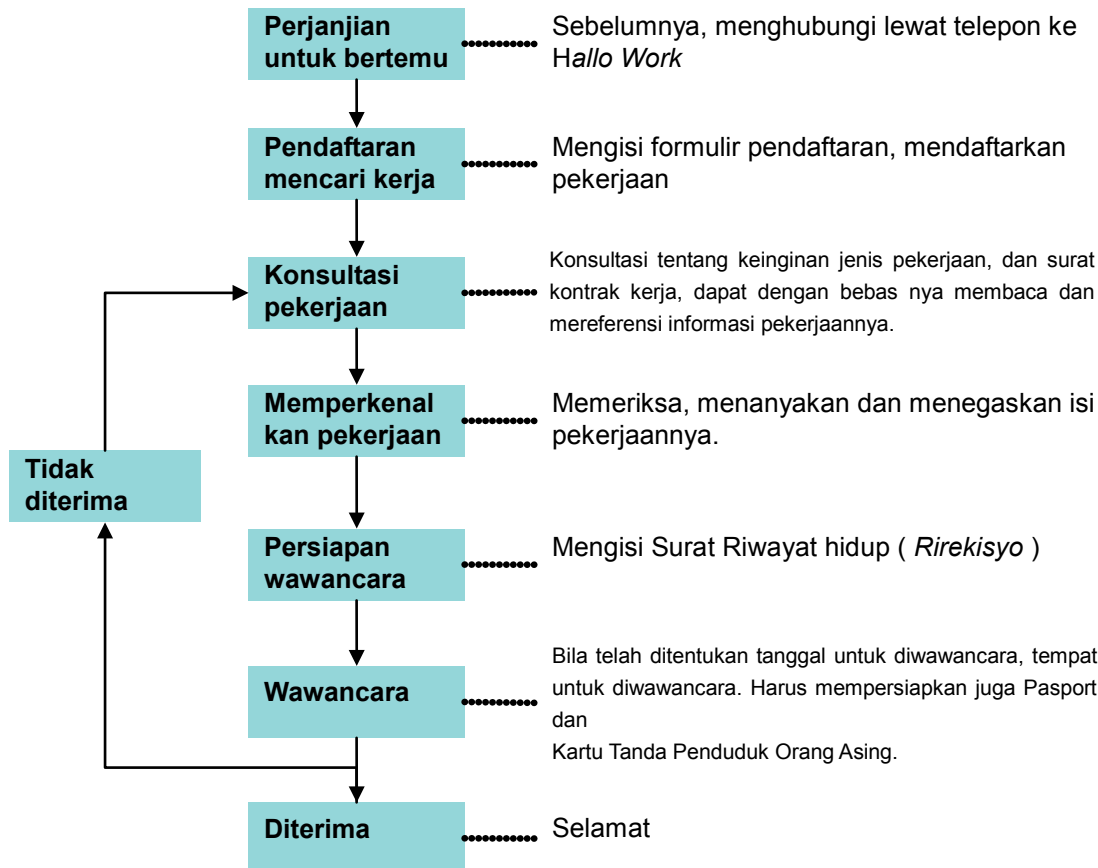 Perjanjian
untuk bertemu
Sebelumnya, menghubungi lewat telepon ke
Hallo Work
Pendaftaran
mencari kerja
Mengisi formulir pendaftaran, mendaftarkan
pekerjaan
Konsultasi
pekerjaan
Konsultasi tentang keinginan jenis pekerjaan, dan surat
kontrak kerja, dapat dengan bebas nya membaca dan
mereferensi informasi pekerjaannya.
Memperkenal
kan pekerjaan
Memeriksa, menanyakan dan menegaskan isi
pekerjaannya.
Tidak
diterima
Persiapan
wawancara
Mengisi Surat Riwayat hidup ( Rirekisyo )
Wawancara
Bila telah ditentukan tanggal untuk diwawancara, tempat
untuk diwawancara. Harus mempersiapkan juga Pasport
dan
Kartu Tanda Penduduk Orang Asing.
Diterima
Selamat